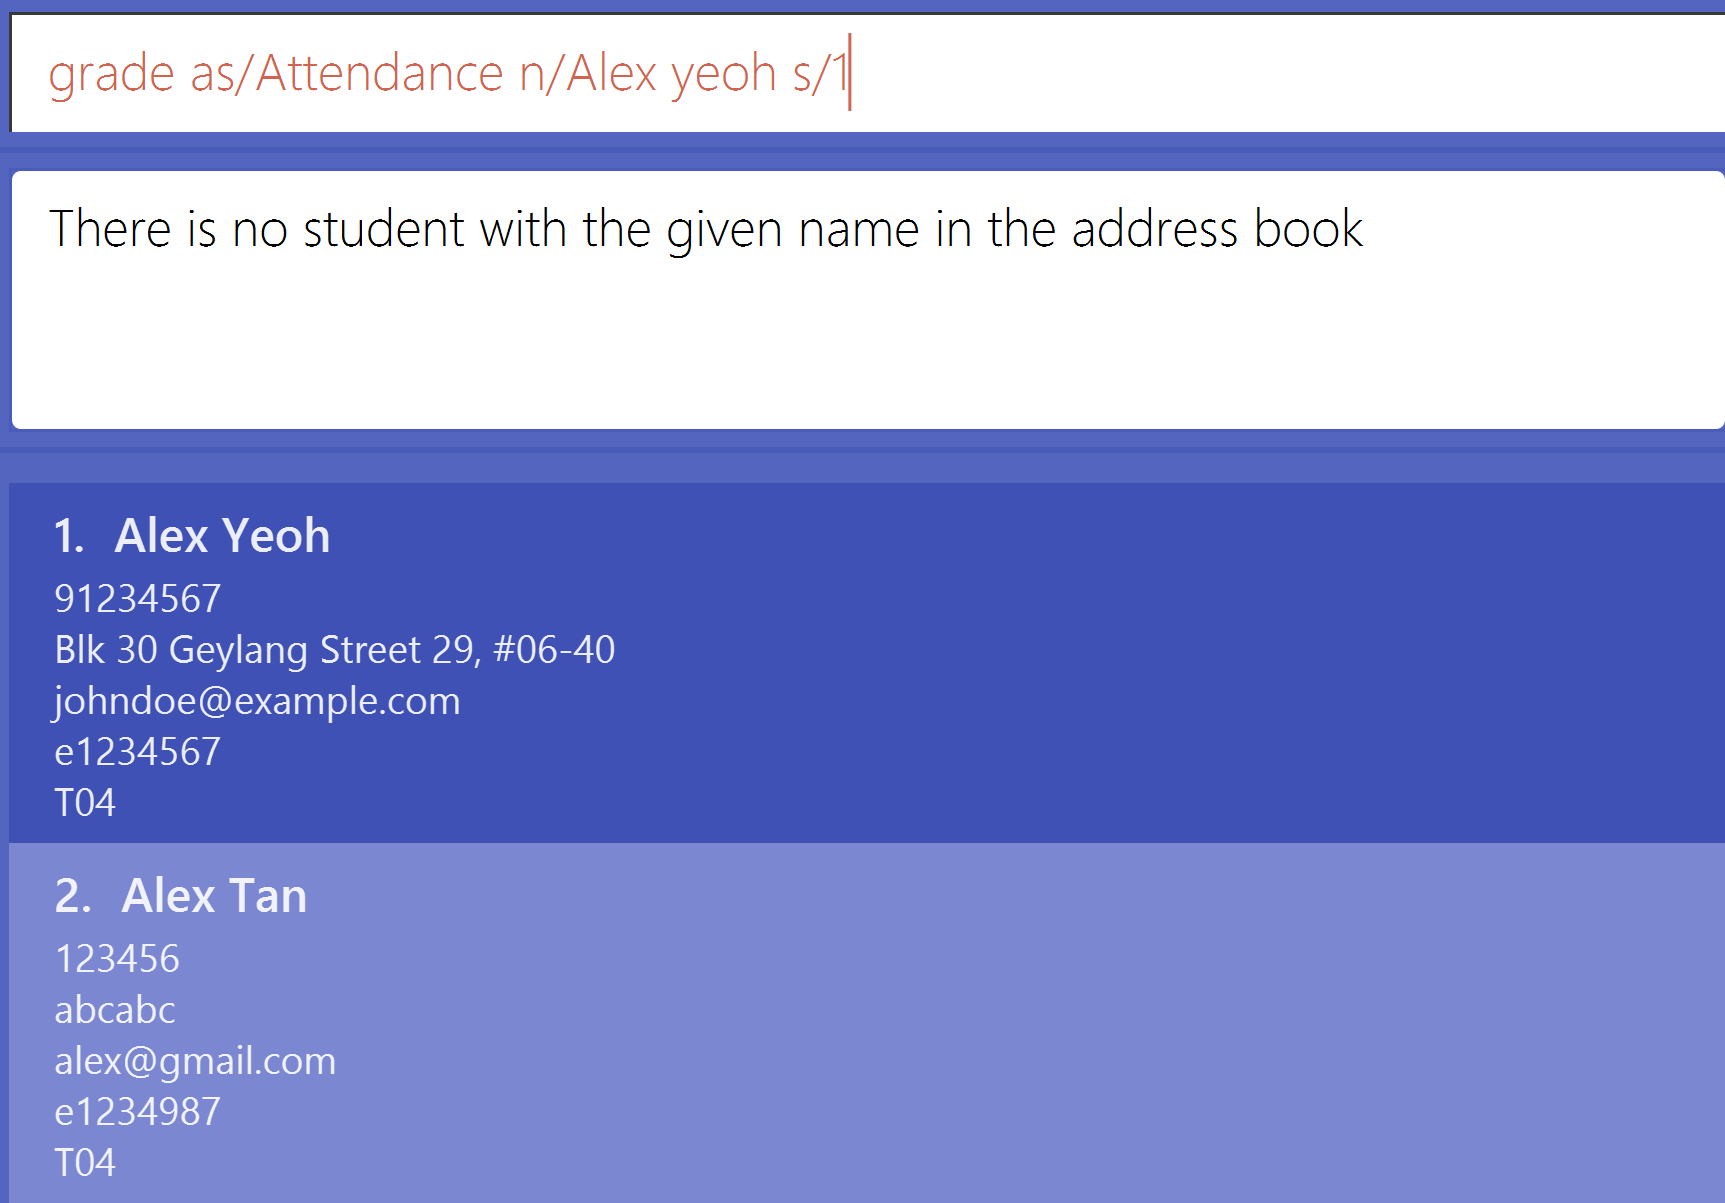 grade as/Attendance n/Alex yeoh s/1
There is no student with the given name in the address book
1. Alex Yeoh
91234567
Blk 30 Geylang Street 29, #06-40
johndoe@example.com
e1234567
T04
2. Alex Tan
123456
abcabc
alex@gmail.com
e1234987
T04